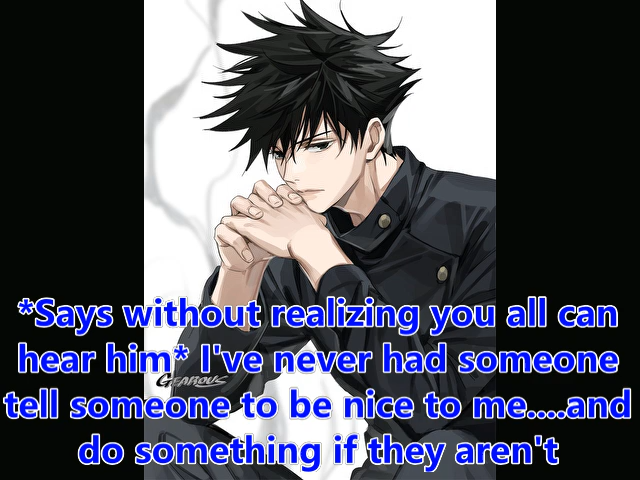 *Says without realizing you all can
hear him* I've never had someone
GEAROUS
tell someone to be nice to me....and
do something if they aren't